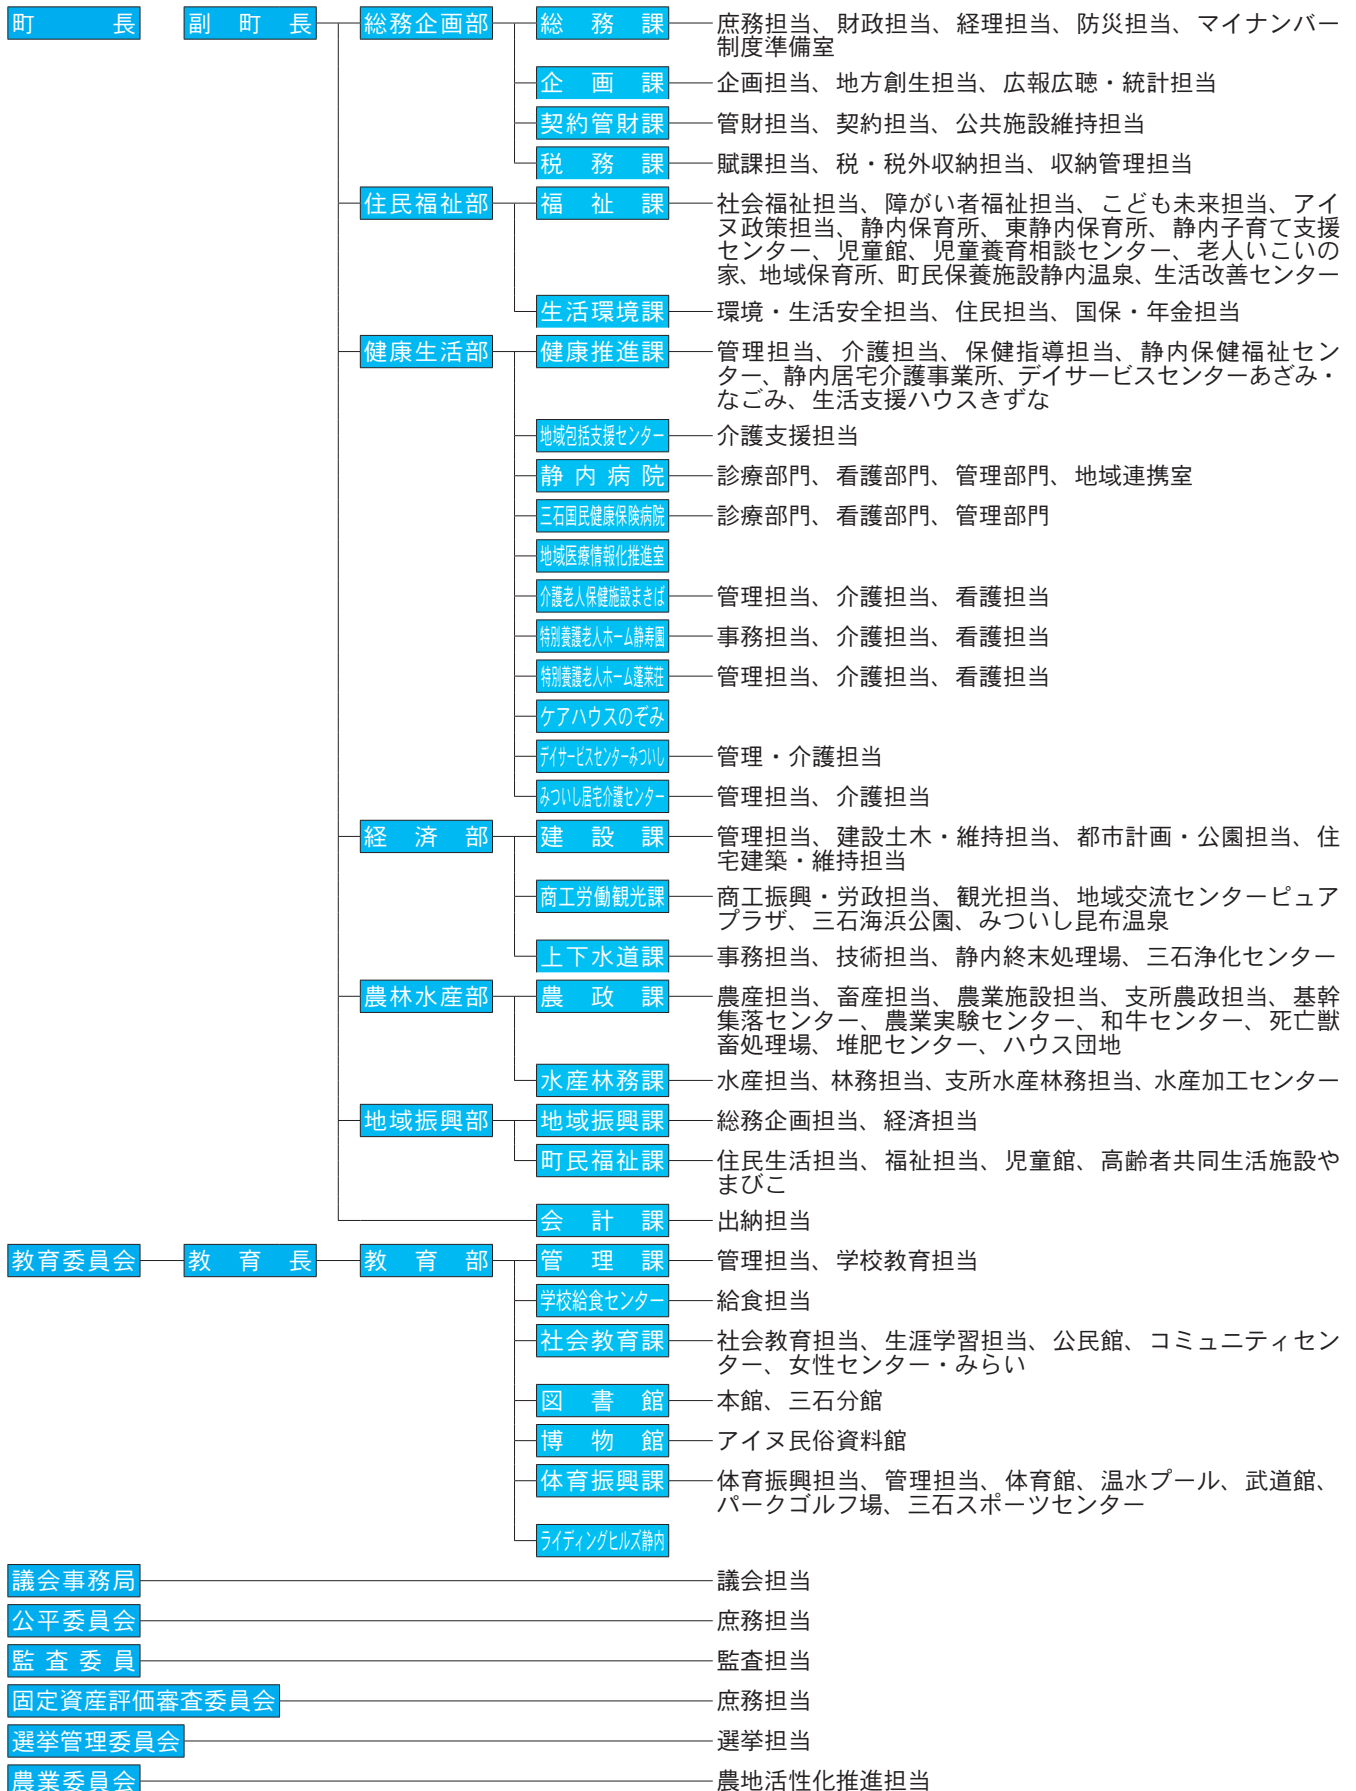 町長 副町長 総務企画部 総務課 庶務担当、財政担当、経理担当、防災担当、マイナンバー
制度準備室
企画課 企画担当、地方創生担当、広報広聴・統計担当
契約管財課 管財担当、契約担当、公共施設維持担当
税務課 賦課担当、税・税外収納担当、収納管理担当
住民福祉部 福祉課 社会福祉担当、障がい者福祉担当、こども未来担当、アイ
ヌ政策担当、静内保育所、東静内保育所、静内子育て支援
センター、児童館、児童養育相談センター、老人いこいの
家、地域保育所、町民保養施設静内温泉、生活改善センター
生活環境課 環境・生活安全担当、住民担当、国保・年金担当
健康生活部 健康推進課 管理担当、介護担当、保健指導担当、静内保健福祉セン
ター、静内居宅介護事業所、デイサービスセンターあざみ・
なごみ、生活支援ハウスきずな
地域包括支援センター 介護支援担当
静内病院 診療部門、看護部門、管理部門、地域連携室
三石国民健康保険病院 診療部門、看護部門、管理部門
地域医療情報化推進室
介護老人保健施設まきば 管理担当、介護担当、看護担当
特別養護老人ホーム静寿園 事務担当、介護担当、看護担当
特別養護老人ホーム蓬莱荘 管理担当、介護担当、看護担当
ケアハウスのぞみ
デイサービスセンターみついし 管理・介護担当
みついし居宅介護センター 管理担当、介護担当
経済部 建設課 管理担当、建設土木・維持担当、都市計画・公園担当、住
宅建築・維持担当
商工労働観光課 商工振興・労政担当、観光担当、地域交流センターピュア
プラザ、三石海浜公園、みついし昆布温泉
上下水道課 事務担当、技術担当、静内終末処理場、三石浄化センター
農林水産部 農政課 農産担当、畜産担当、農業施設担当、支所農政担当、基幹
集落センター、農業実験センター、和牛センター、死亡獣
畜処理場、堆肥センター、ハウス団地
水産林務課 水産担当、林務担当、支所水産林務担当、水産加工センター
地域振興部 地域振興課 総務企画担当、経済担当
町民福祉課 住民生活担当、福祉担当、児童館、高齢者共同生活施設や
まびこ
会計課 出納担当
教育委員会 教育長 教育部 管理課 管理担当、学校教育担当
学校給食センター 給食担当
社会教育課 社会教育担当、生涯学習担当、公民館、コミュニティセン
ター、女性センター・みらい
図書館 本館、三石分館
博物館 アイヌ民俗資料館
体育振興課 体育振興担当、管理担当、体育館、温水プール、武道館、
パークゴルフ場、三石スポーツセンター
ライディングヒルズ静内
議会事務局 議会担当
公平委員会 庶務担当
監査委員 監査担当
固定資産評価審査委員会 庶務担当
選挙管理委員会 選挙担当
農業委員会 農地活性化推進担当